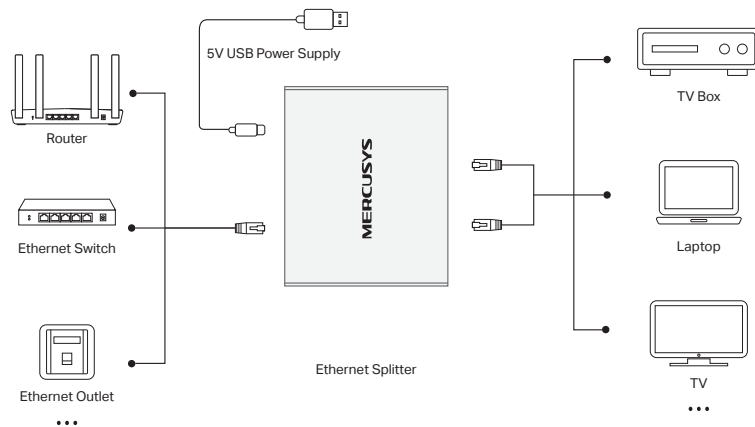 5V USB Power Supply
Router
Ethernet Switch
Ethernet Outlet
...
MERCUSYS
Ethernet Splitter
TV Box
Laptop
TV
...